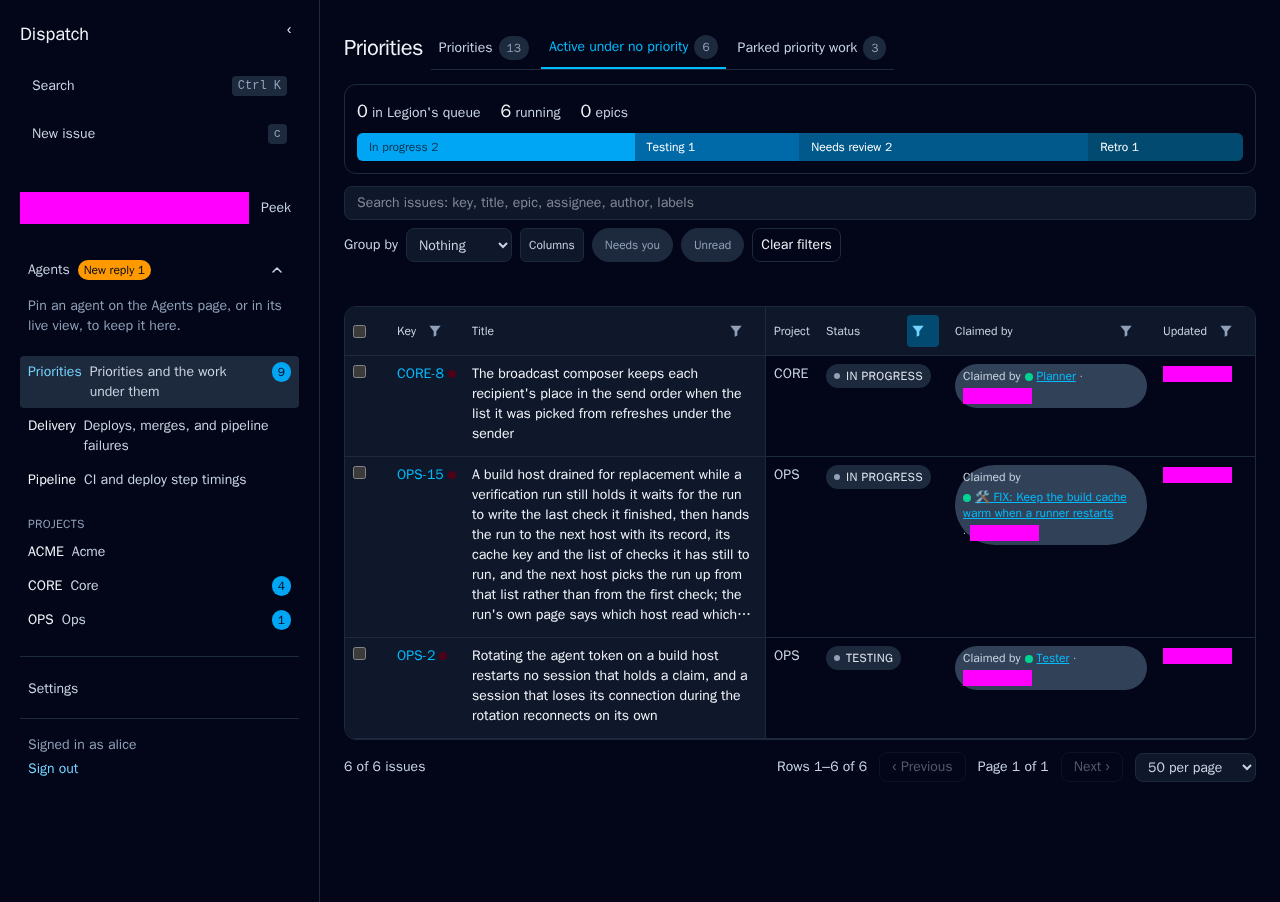 Dispatch
‹
Search
Ctrl K
New issue
C
Peek
Agents
New reply 1
Pin an agent on the Agents page, or in its
live view, to keep it here.
Priorities
Priorities and the work
under them
9
Delivery
Deploys, merges, and pipeline
failures
Pipeline
CI and deploy step timings
PROJECTS
ACME Acme
CORE Core
4
OPS Ops
1
Settings
Signed in as alice
Sign out
Priorities
Priorities 13
Active under no priority 6
Parked priority work 3
0 in Legion's queue
6 running
0 epics
In progress 2
Testing 1
Needs review 2
Retro 1
Search issues: key, title, epic, assignee, author, labels
Group by
Nothing
Columns
Needs you
Unread
Clear filters
Key
Title
Project
Status
Claimed by
Updated
CORE-8
The broadcast composer keeps each
recipient's place in the send order when the
list it was picked from refreshes under the
sender
CORE
IN PROGRESS
Claimed by Planner ·
OPS-15
A build host drained for replacement while a
verification run still holds it waits for the run
to write the last check it finished, then hands
the run to the next host with its record, its
cache key and the list of checks it has still to
run, and the next host picks the run up from
that list rather than from the first check; the
run's own page says which host read which…
OPS
IN PROGRESS
Claimed by
🛠️ FIX: Keep the build cache
warm when a runner restarts
·
OPS-2
Rotating the agent token on a build host
restarts no session that holds a claim, and a
session that loses its connection during the
rotation reconnects on its own
OPS
TESTING
Claimed by Tester ·
6 of 6 issues
Rows 1–6 of 6
‹ Previous
Page 1 of 1
Next ›
50 per page